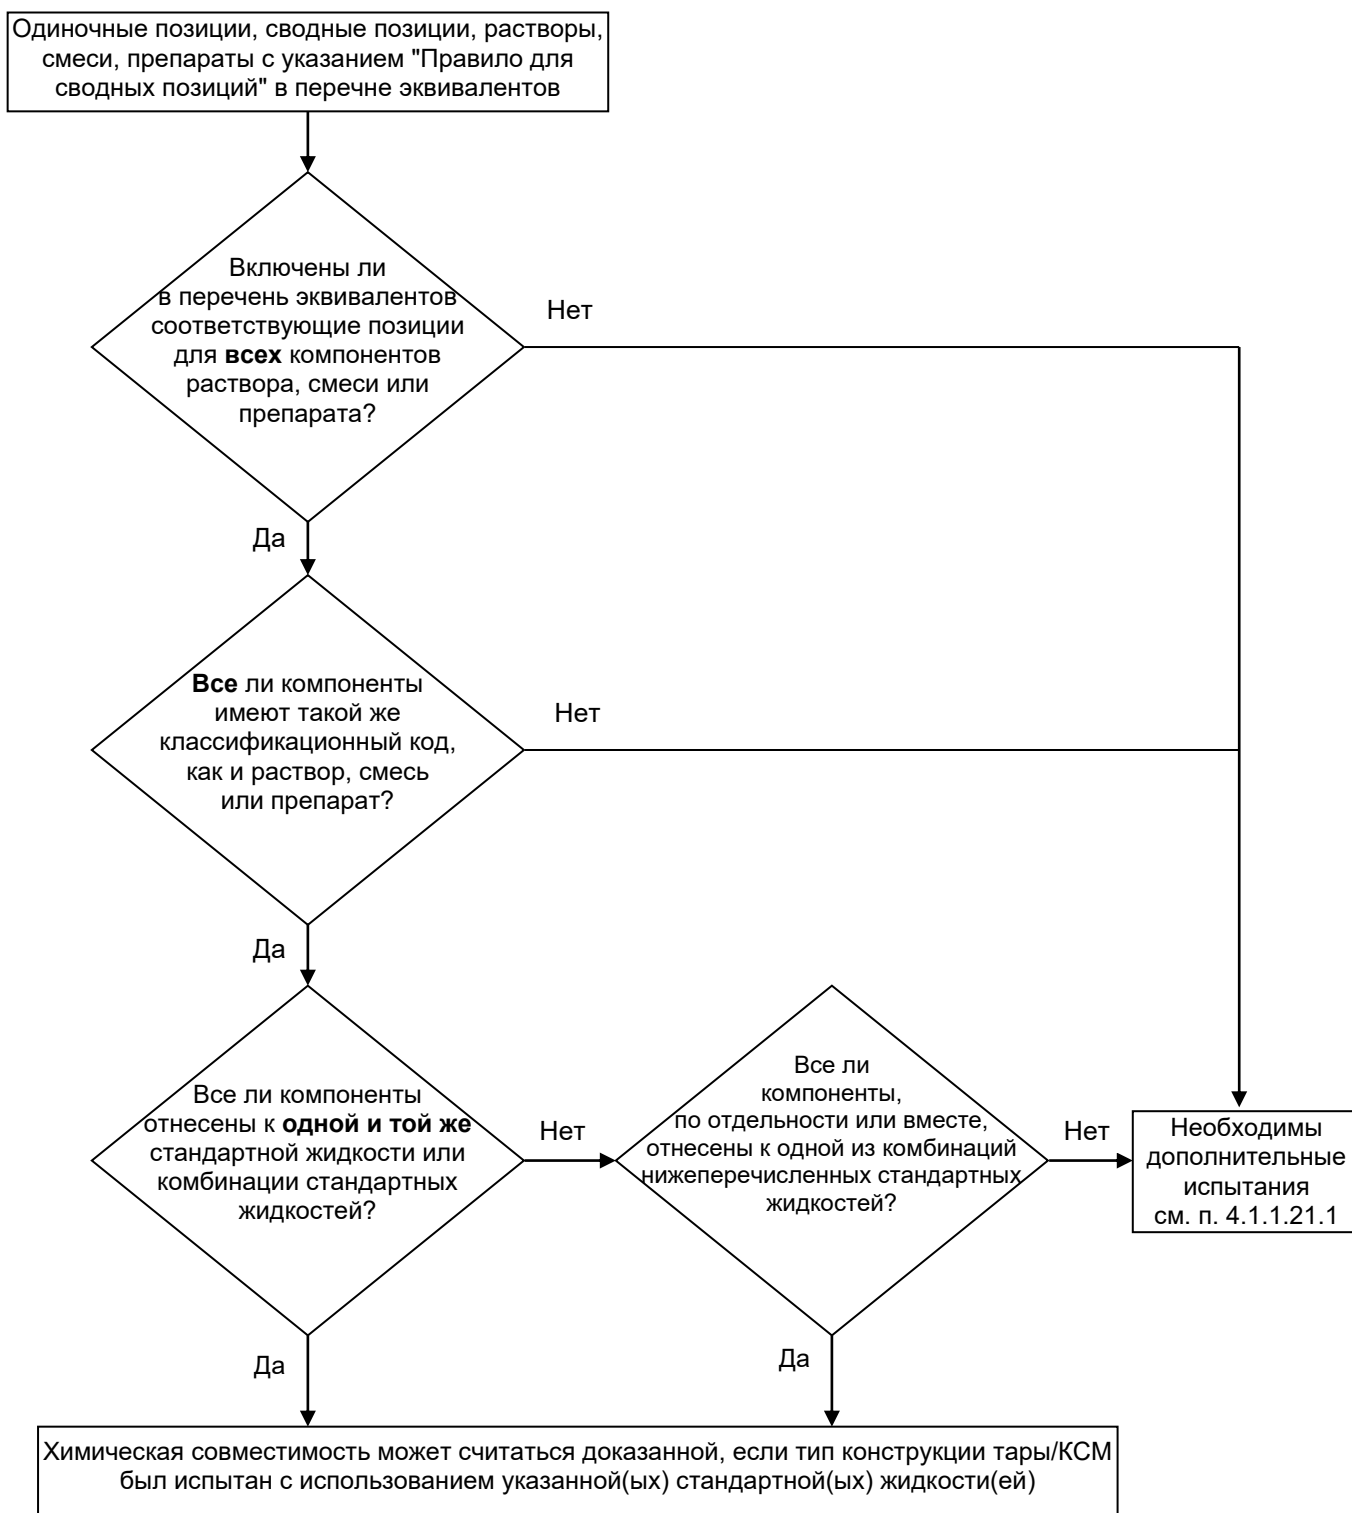 Одиночные позиции, сводные позиции, растворы,
смеси, препараты с указанием "Правило для
сводных позиций" в перечне эквивалентов
Включены ли
в перечень эквивалентов
соответствующие позиции
для всех компонентов
раствора, смеси или
препарата?
Нет
Да
Все ли компоненты
имеют такой же
классификационный код,
как и раствор, смесь
или препарат?
Нет
Да
Все ли компоненты
отнесены к одной и той же
стандартной жидкости или
комбинации стандартных
жидкостей?
Нет
Все ли
компоненты,
по отдельности или вместе,
отнесены к одной из комбинаций
нижеперечисленных стандартных
жидкостей?
Нет
Необходимы
дополнительные
испытания
см. п. 4.1.1.21.1
Да
Да
Химическая совместимость может считаться доказанной, если тип конструкции тары/КСМ
был испытан с использованием указанной(ых) стандартной(ых) жидкости(ей)